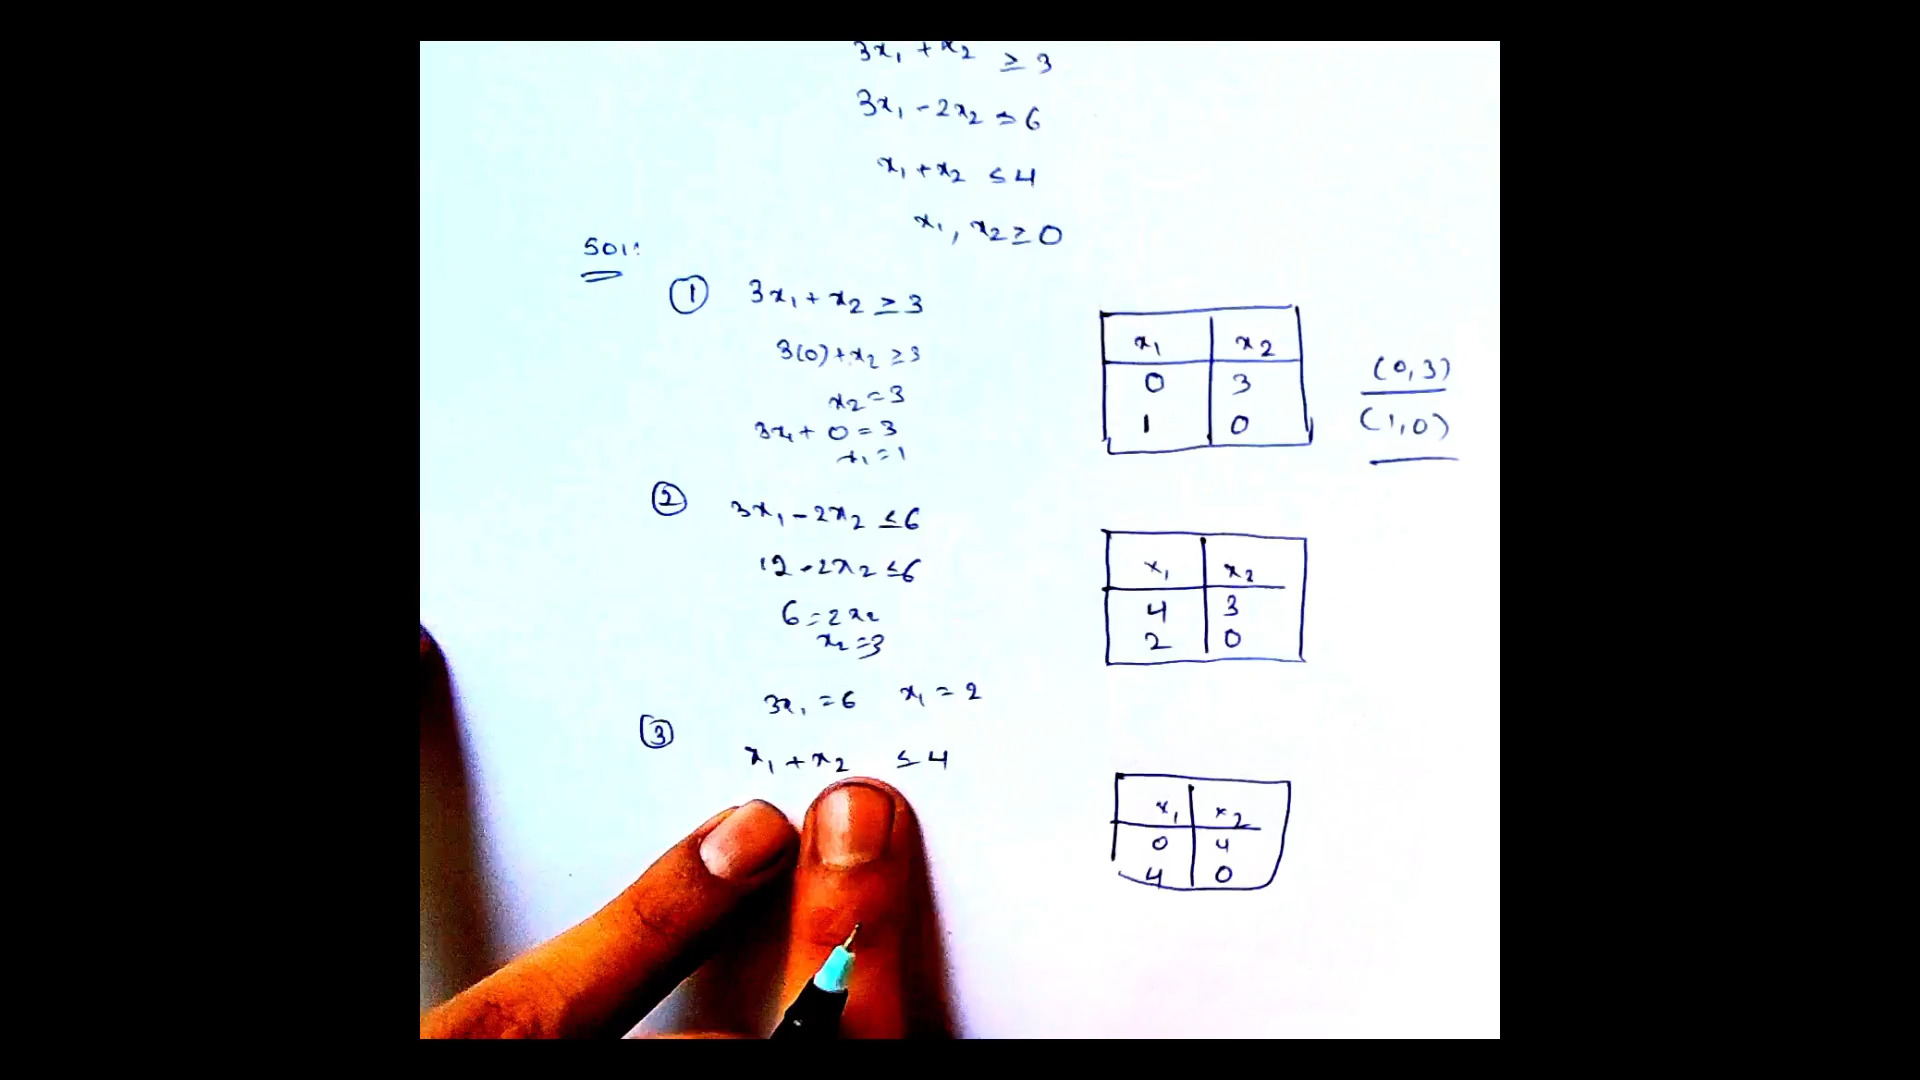 3x₁ + x₂ ≥ 3
3x₁ - 2x₂ ≤ 6
x₁ + x₂ ≤ 4
x₁, x₂ ≥ 0
Sol:
① 3x₁ + x₂ ≥ 3
3(0) + x₂ ≥ 3
x₂ = 3
3x₁ + 0 = 3
x₁ = 1
x₁ x₂
0 3
1 0
(0,3)
(1,0)
② 3x₁ - 2x₂ ≤ 6
12 - 2x₂ ≤ 6
6 = 2x₂
x₂ = 3
3x₁ = 6 x₁ = 2
x₁ x₂
4 3
2 0
③ x₁ + x₂ ≤ 4
x₁ x₂
0 4
4 0